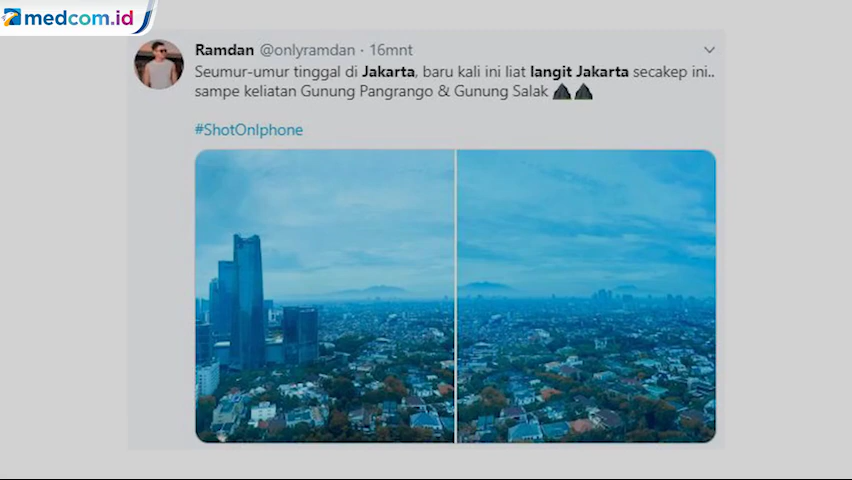 medcom.id
Ramdan @onlyramdan · 16mnt
Seumur-umur tinggal di Jakarta, baru kali ini liat langit Jakarta secakep ini..
sampe keliatan Gunung Pangrango & Gunung Salak
#ShotOnIphone